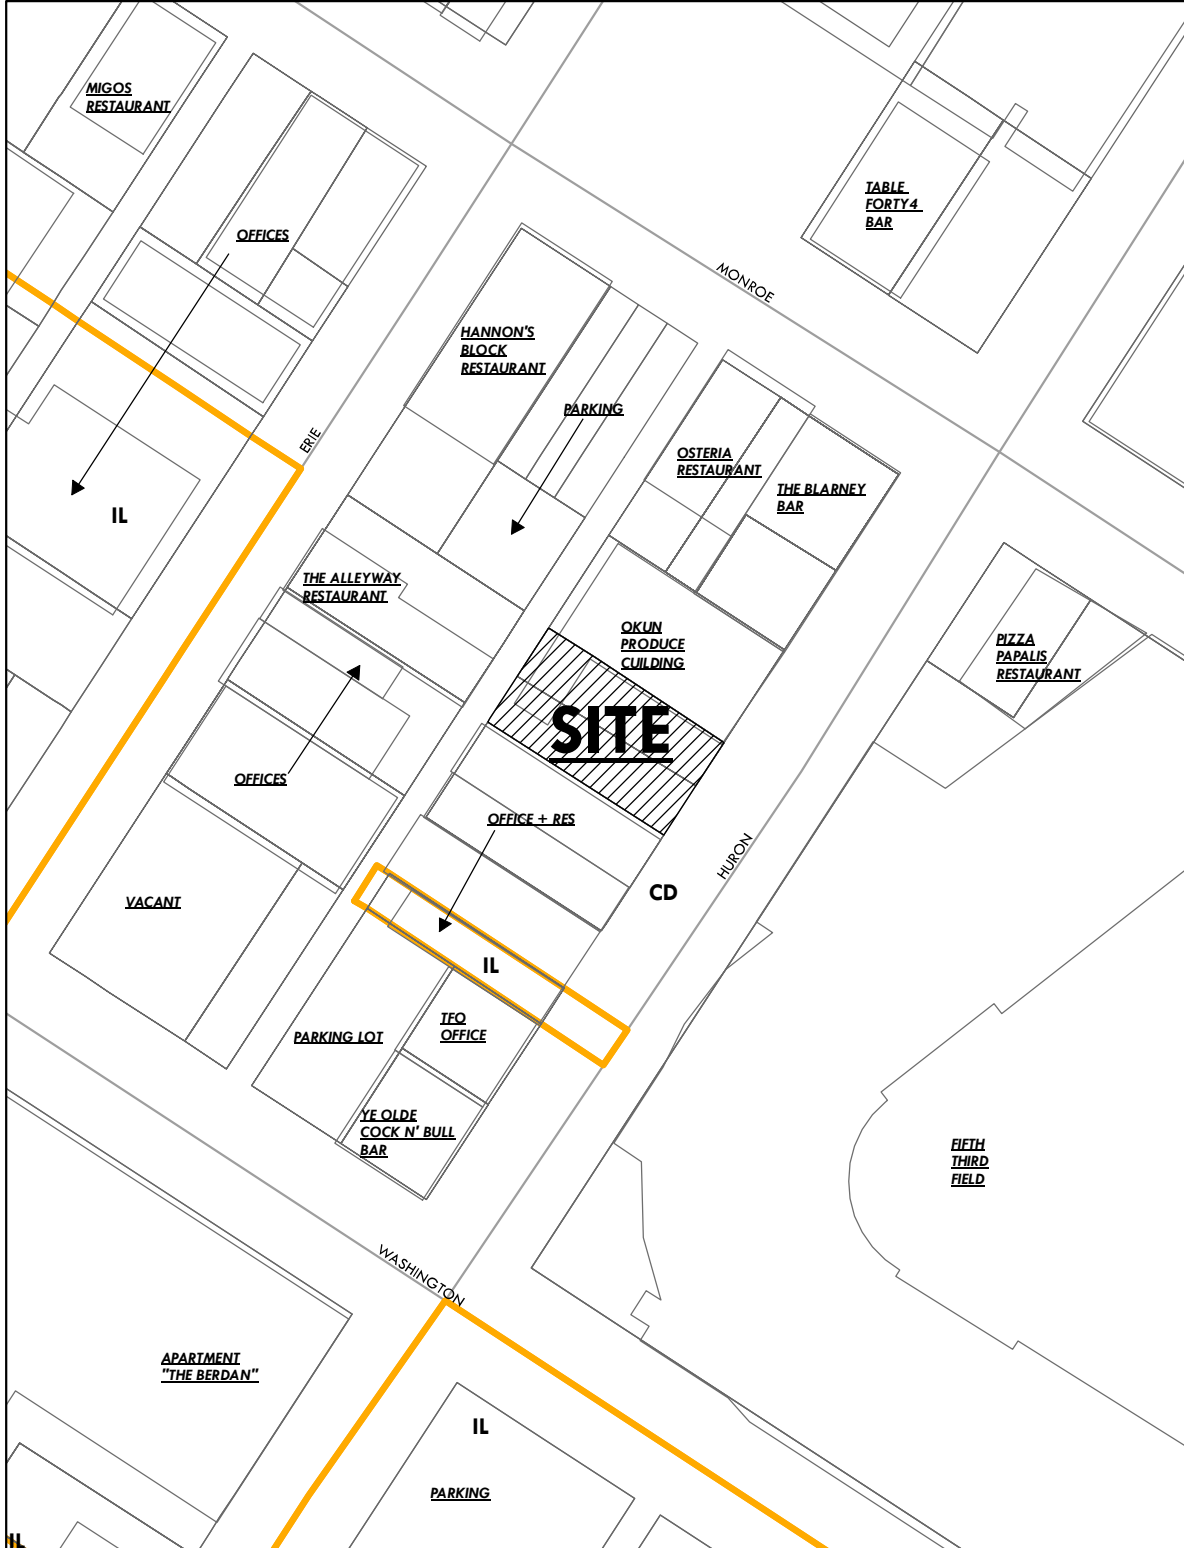 MIGOS
RESTAURANT
TABLE
FORTY4
BAR
OFFICES
MONROE
HANNON'S
BLOCK
RESTAURANT
PARKING
ERIE
OSTERIA
RESTAURANT
THE BLARNEY
BAR
IL
THE ALLEYWAY
RESTAURANT
OKUN
PRODUCE
CUILDING
PIZZA
PAPALIS
RESTAURANT
SITE
OFFICES
OFFICE + RES
HURON
CD
VACANT
IL
TFO
OFFICE
PARKING LOT
YE OLDE
COCK N' BULL
BAR
FIFTH
THIRD
FIELD
WASHINGTON
APARTMENT
"THE BERDAN"
IL
PARKING
IL